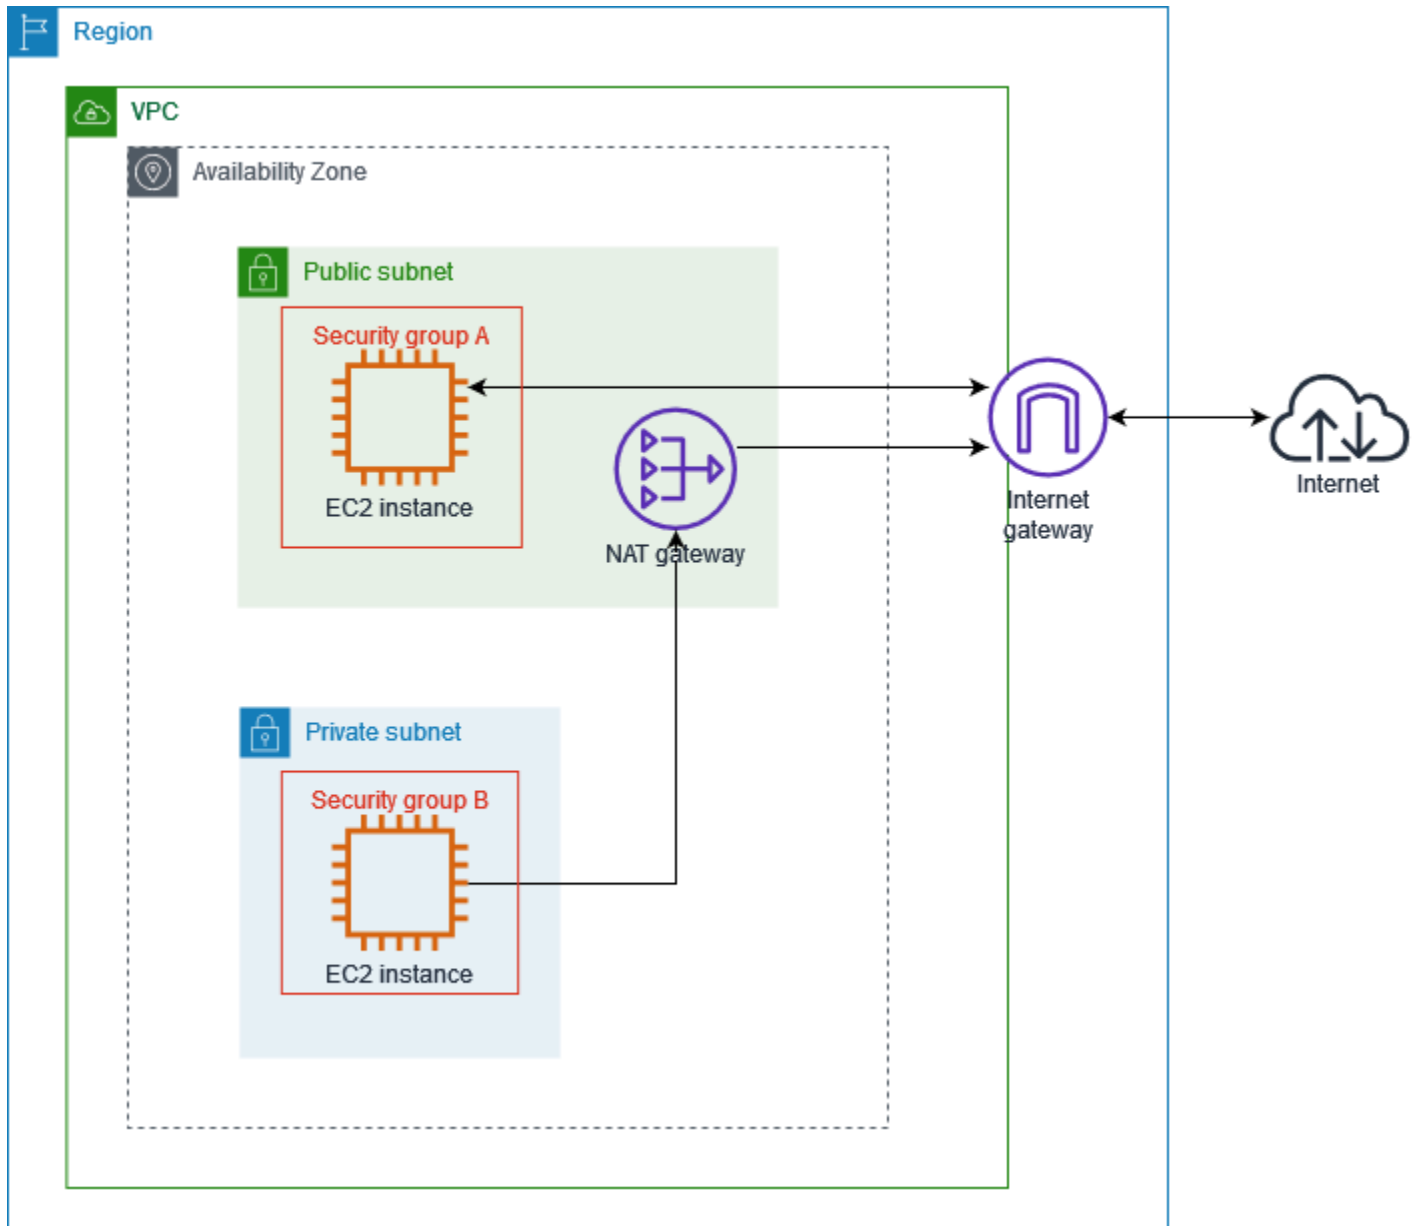 Region
VPC
Availability Zone
Public subnet
Security group A
EC2 instance
NAT gateway
Internet
gateway
Internet
Private subnet
Security group B
EC2 instance